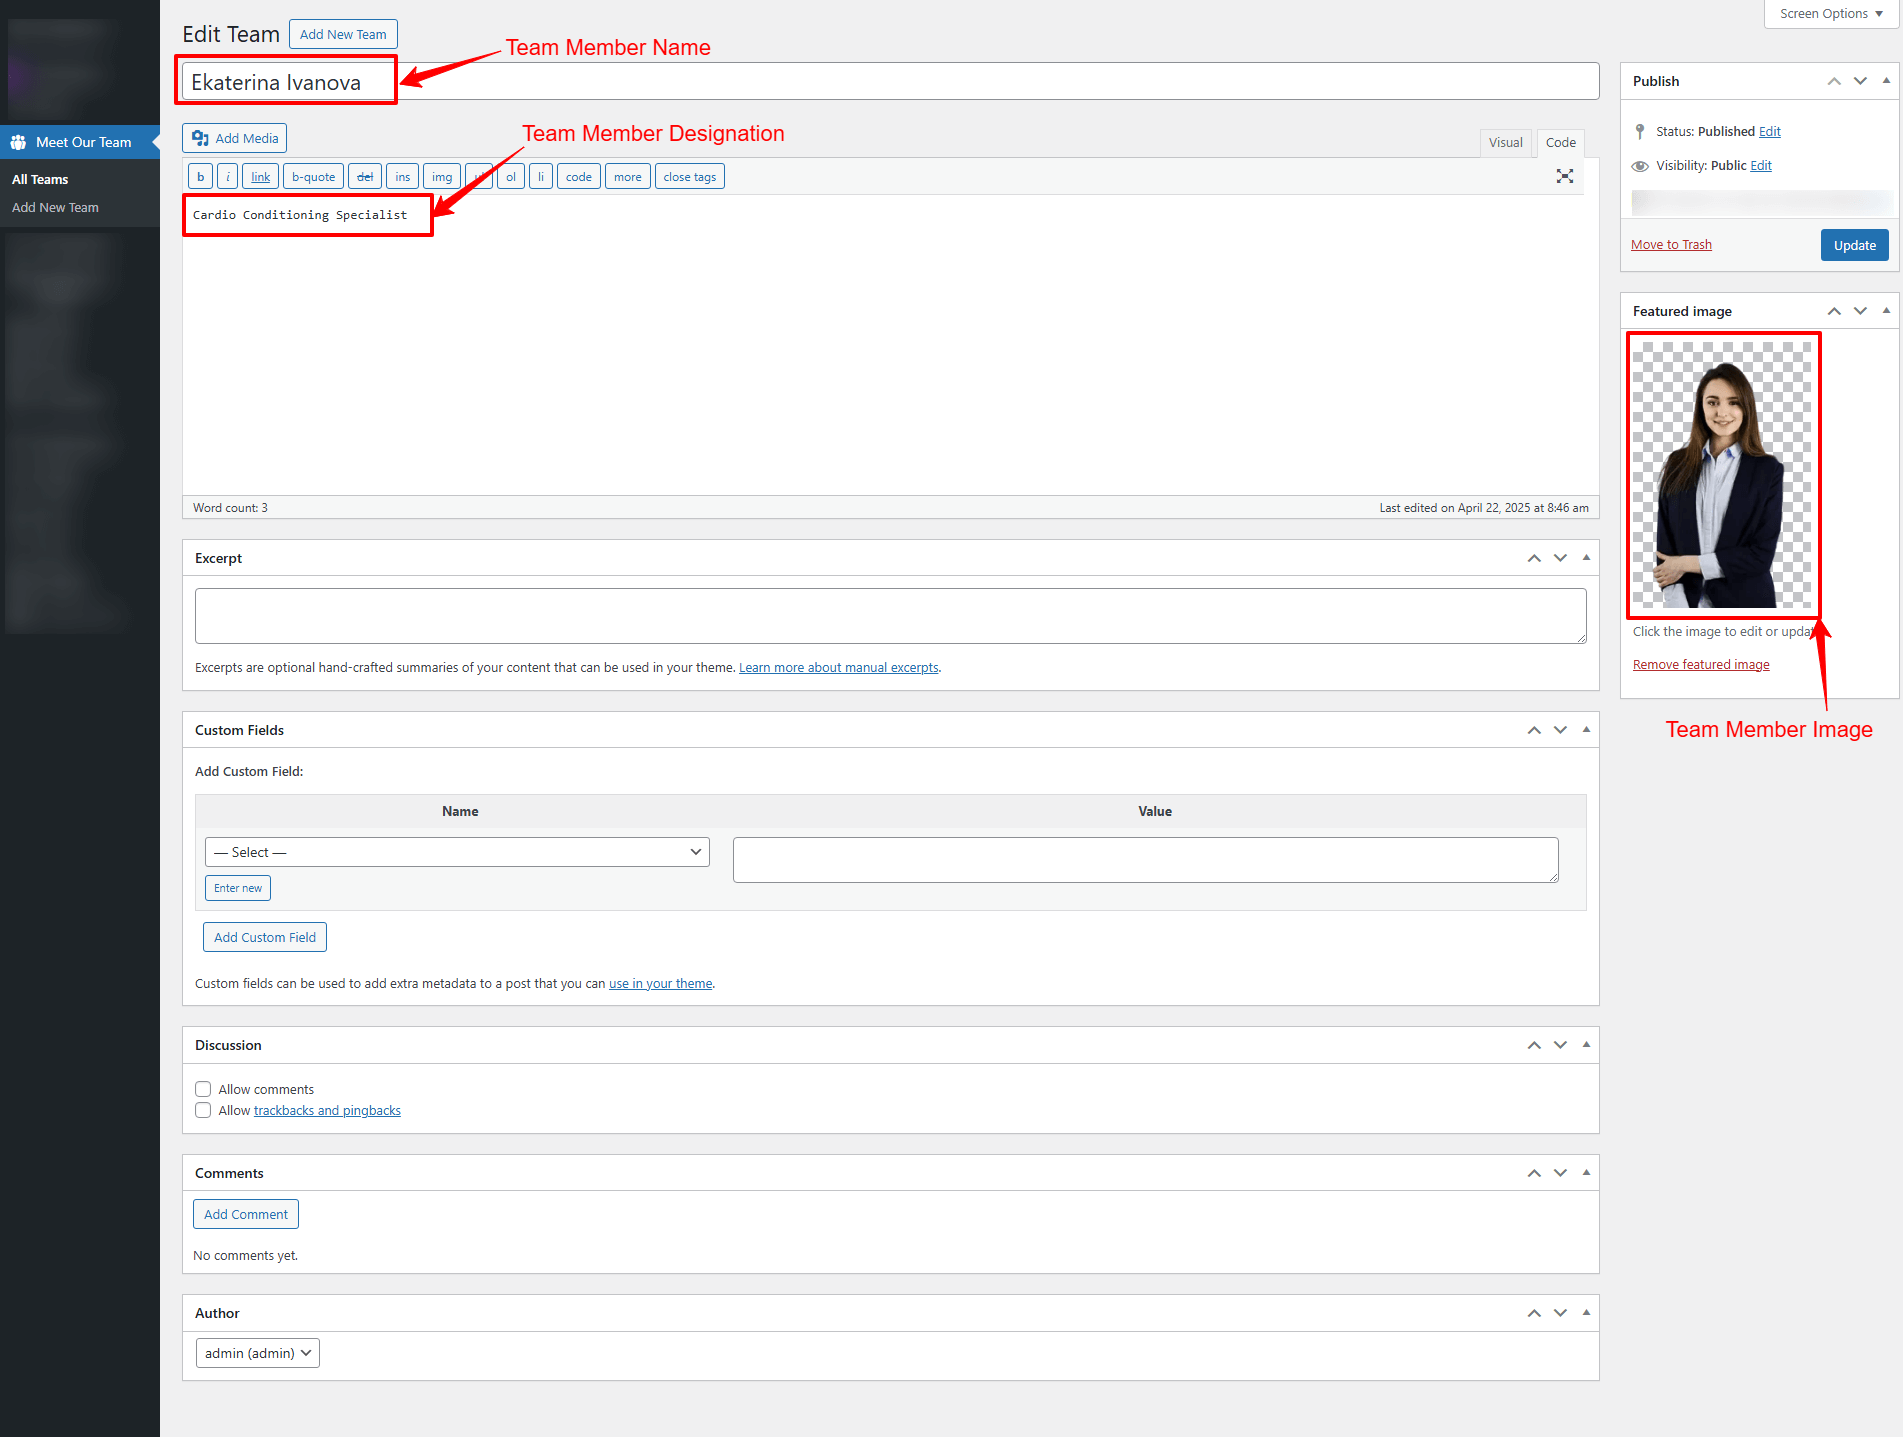 Screen Options
Edit Team
Add New Team
Team Member Name
Ekaterina Ivanova
Meet Our Team
All Teams
Add New Team
Add Media
Team Member Designation
Visual
Code
b
i
link
b-quote
del
ins
img
ul
ol
li
code
more
close tags
Cardio Conditioning Specialist
Word count: 3
Last edited on April 22, 2025 at 8:46 am
Publish
Status: Published Edit
Visibility: Public Edit
Move to Trash
Update
Featured image
Click the image to edit or updat
Remove featured image
Team Member Image
Excerpt
Excerpts are optional hand-crafted summaries of your content that can be used in your theme. Learn more about manual excerpts.
Custom Fields
Add Custom Field:
Name
Value
— Select —
Enter new
Add Custom Field
Custom fields can be used to add extra metadata to a post that you can use in your theme.
Discussion
Allow comments
Allow trackbacks and pingbacks
Comments
Add Comment
No comments yet.
Author
admin (admin)